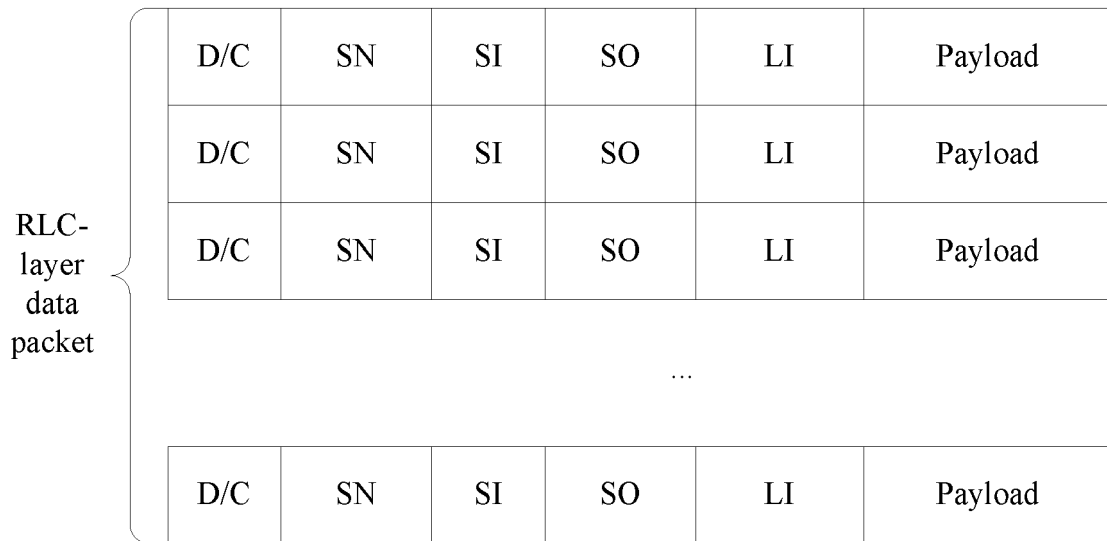 D/C SN SI SO LI Payload
D/C SN SI SO LI Payload
D/C SN SI SO LI Payload
RLC-
layer
data
packet
...
D/C SN SI SO LI Payload